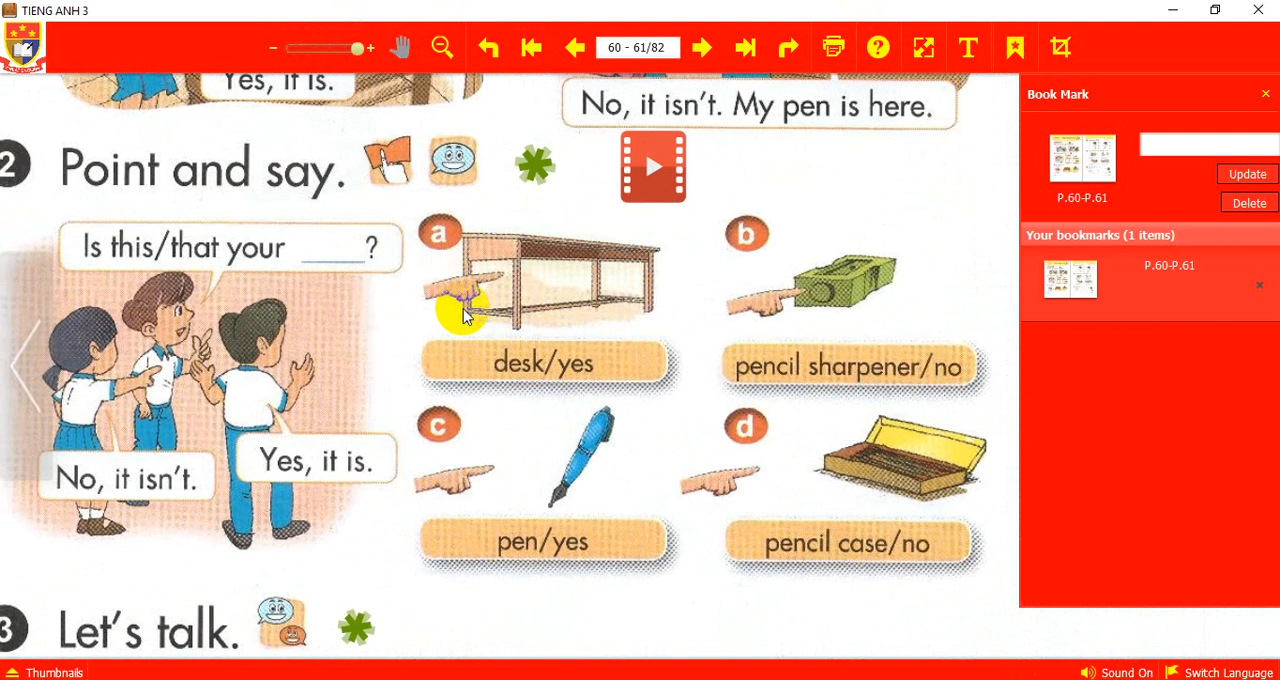 TIENG ANH 3
60 - 61/82
Yes, it is.
No, it isn't. My pen is here.
2 Point and say.
Is this/that your ______?
No, it isn't.
Yes, it is.
a
desk/yes
b
pencil sharpener/no
c
pen/yes
d
pencil case/no
3 Let's talk.
Book Mark
P.60-P.61
Update
Delete
Your bookmarks (1 items)
P.60-P.61
Thumbnails
Sound On
Switch Language